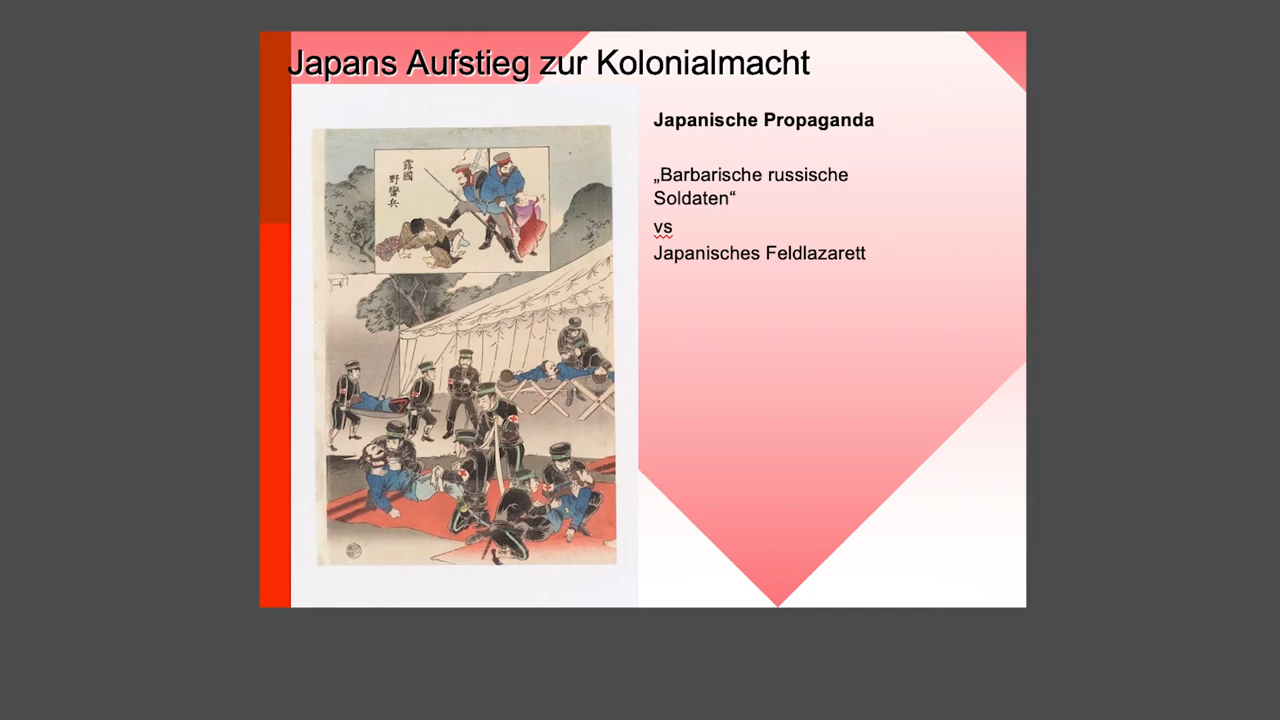 Japans Aufstieg zur Kolonialmacht
Japanische Propaganda
„Barbarische russische
Soldaten“
vs
Japanisches Feldlazarett
露國
野蠻兵